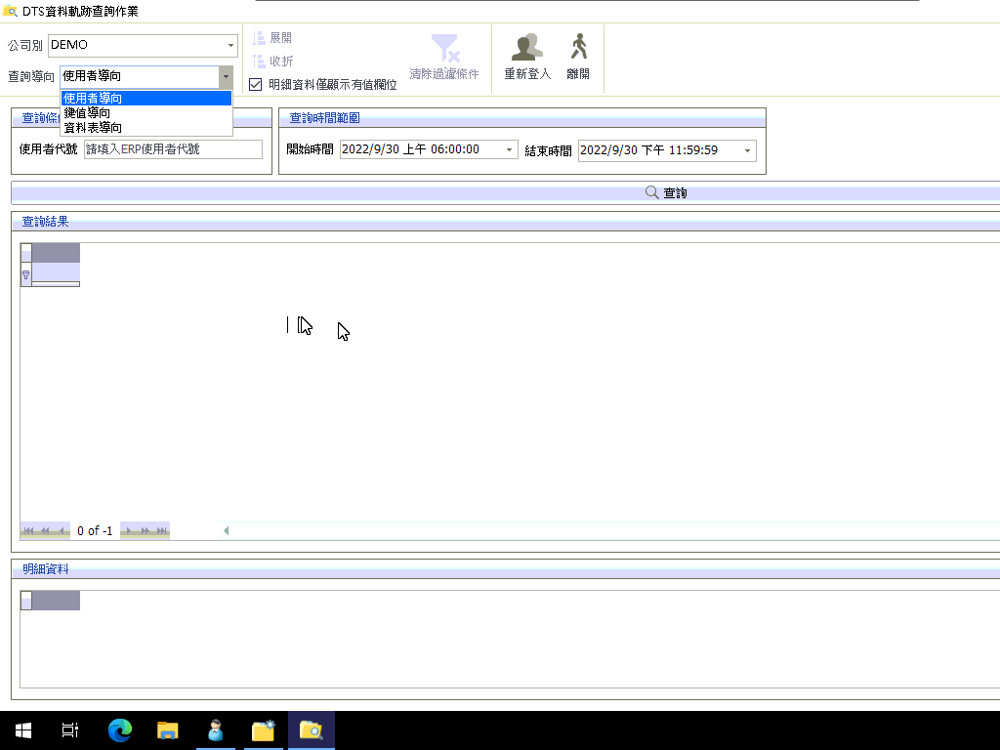 DTS資料軌跡查詢作業
公司別 DEMO
查詢導向 使用者導向
使用者導向
鍵值導向
資料表導向
展開
收折
明細資料僅顯示有值欄位
清除過濾條件
重新登入
離開
查詢條
使用者代號 請填入ERP使用者代號
查詢時間範圍
開始時間 2022/9/30 上午 06:00:00
結束時間 2022/9/30 下午 11:59:59
查詢
查詢結果
0 of -1
明細資料